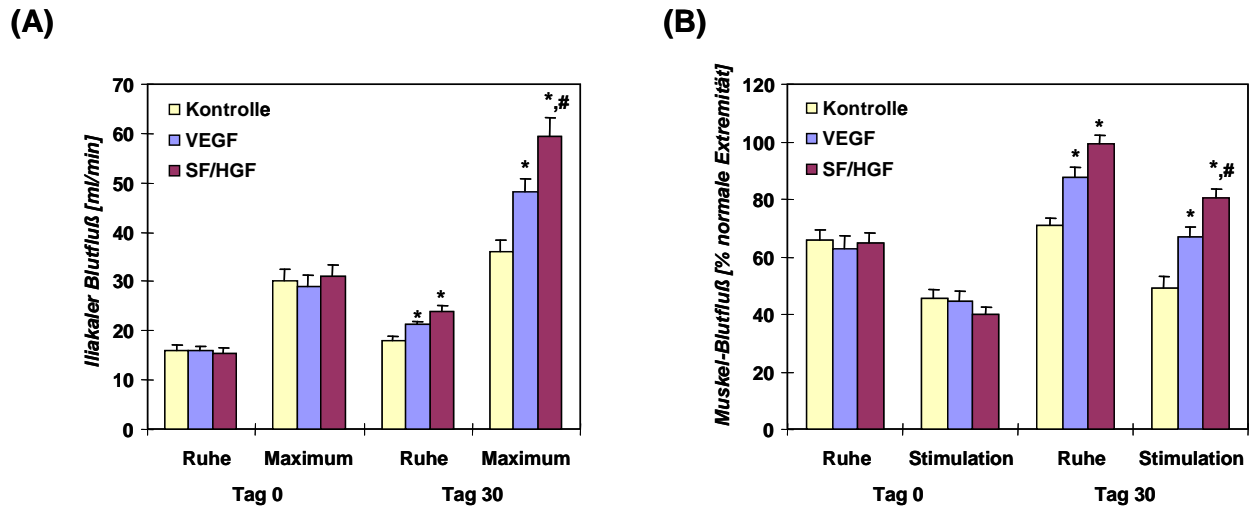 (A)
Iliakaler Blutfluß [ml/min]
70
60
50
40
30
20
10
0
Kontrolle
VEGF
SF/HGF
*
*
*
*,#
Ruhe Maximum Ruhe Maximum
Tag 0 Tag 30
(B)
Muskel-Blutfluß [% normale Extremität]
120
100
80
60
40
20
0
Kontrolle
VEGF
SF/HGF
*
*
*
*,#
Ruhe Stimulation Ruhe Stimulation
Tag 0 Tag 30